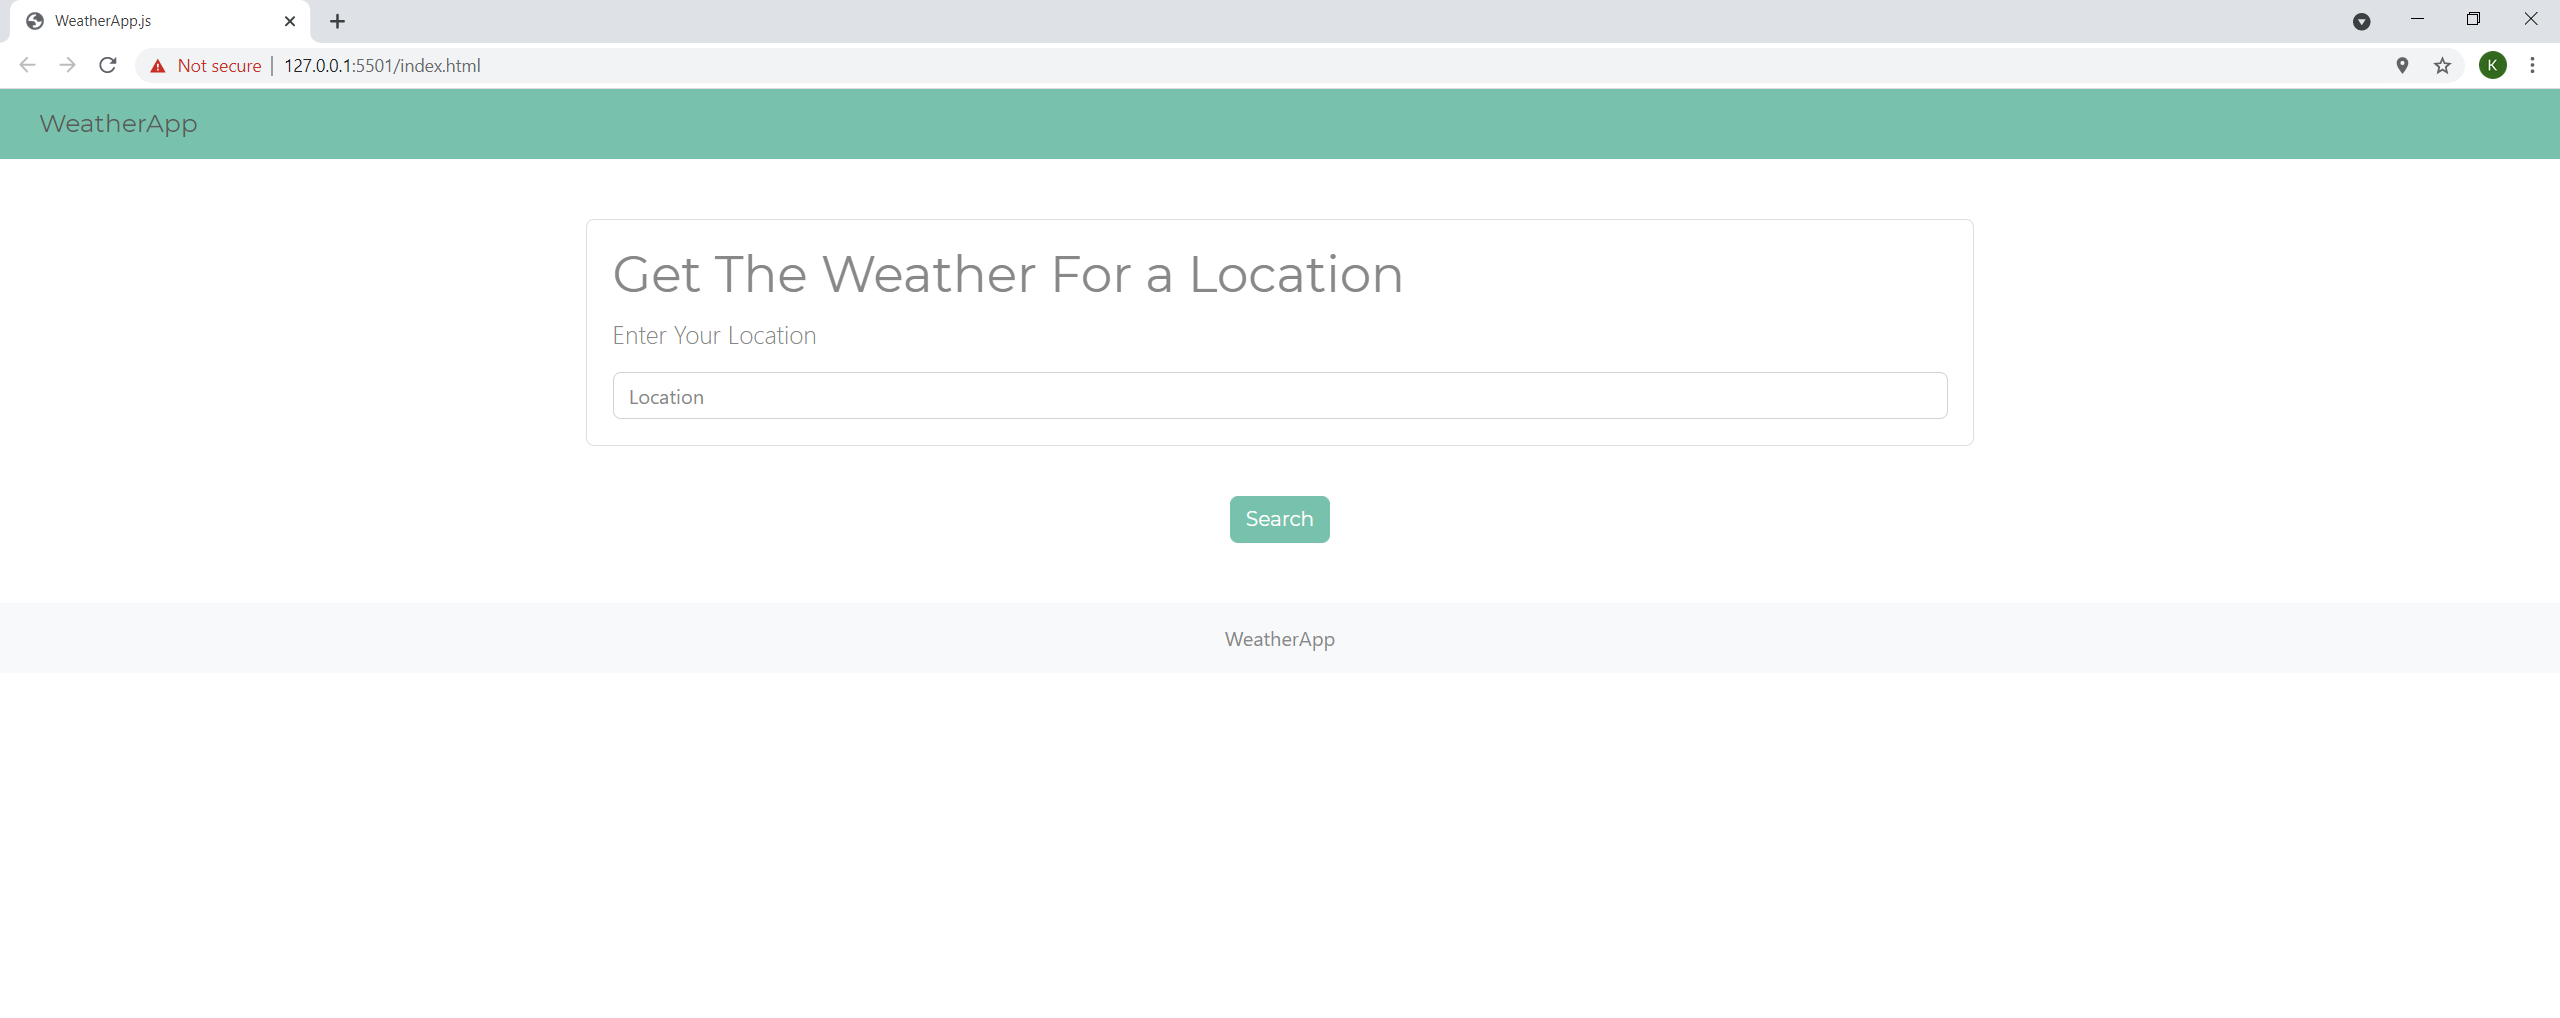 WeatherApp.js
Not secure | 127.0.0.1:5501/index.html
K
WeatherApp
Get The Weather For a Location
Enter Your Location
Location
Search
WeatherApp